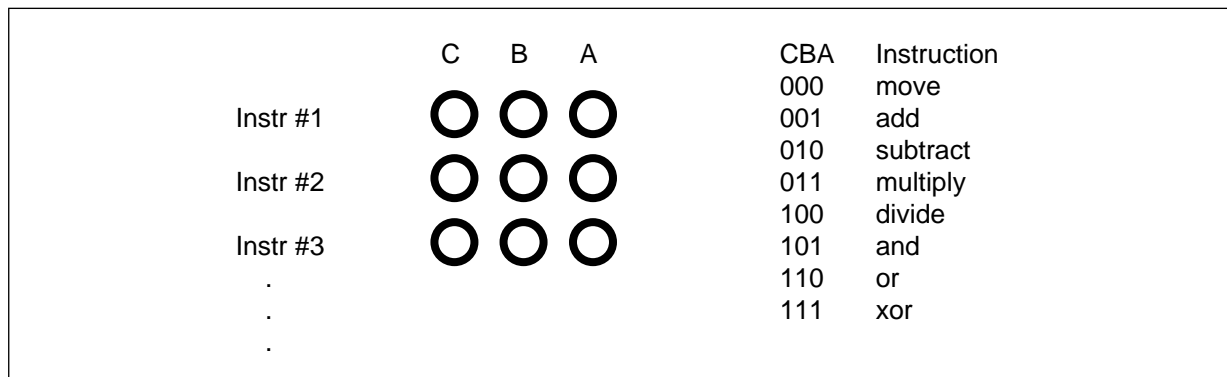 C B A
Instr #1
Instr #2
Instr #3
.
.
.
CBA Instruction
000 move
001 add
010 subtract
011 multiply
100 divide
101 and
110 or
111 xor